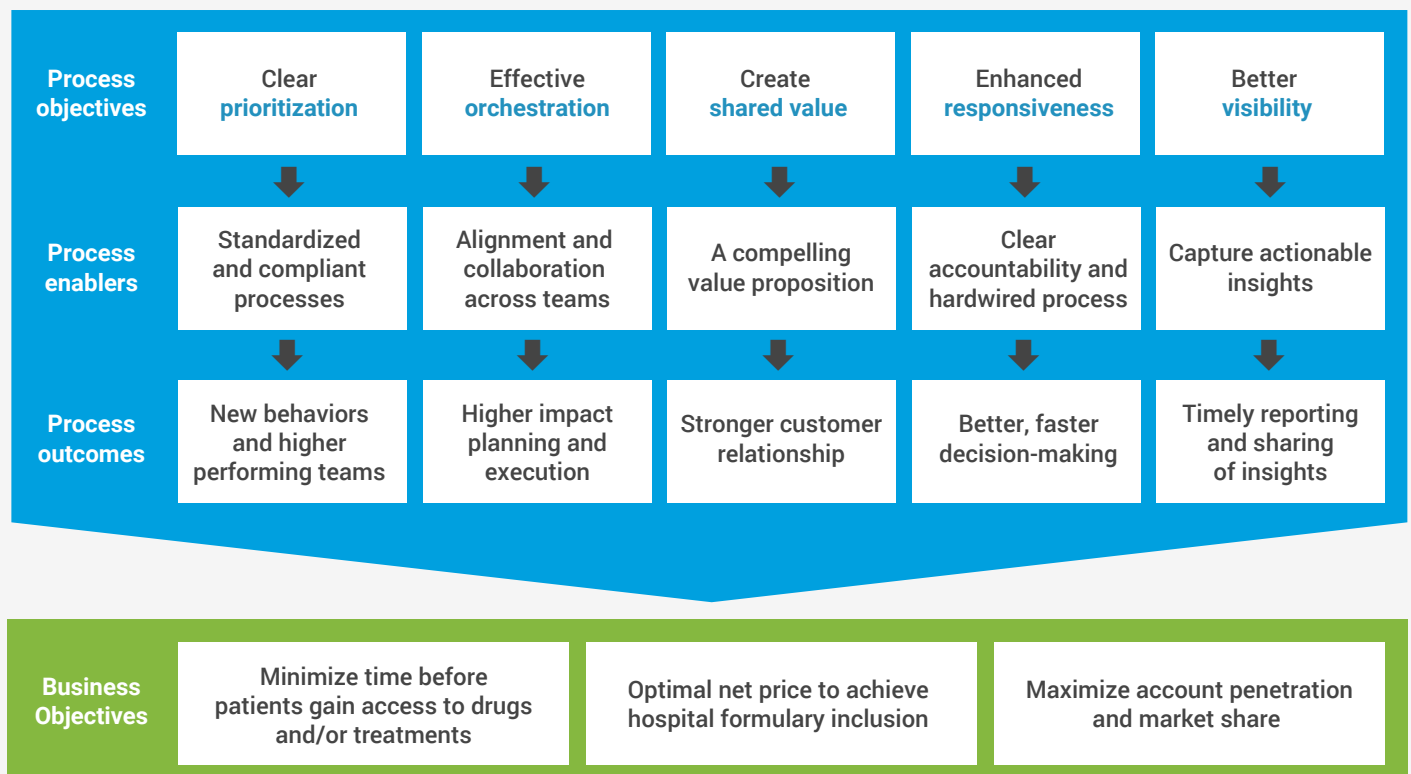 Process
objectives
Clear
prioritization
Effective
orchestration
Create
shared value
Enhanced
responsiveness
Better
visibility
Process
enablers
Standardized
and compliant
processes
Alignment and
collaboration
across teams
A compelling
value proposition
Clear
accountability and
hardwired process
Capture actionable
insights
Process
outcomes
New behaviors
and higher
performing teams
Higher impact
planning and
execution
Stronger customer
relationship
Better, faster
decision-making
Timely reporting
and sharing
of insights
Business
Objectives
Minimize time before
patients gain access to drugs
and/or treatments
Optimal net price to achieve
hospital formulary inclusion
Maximize account penetration
and market share